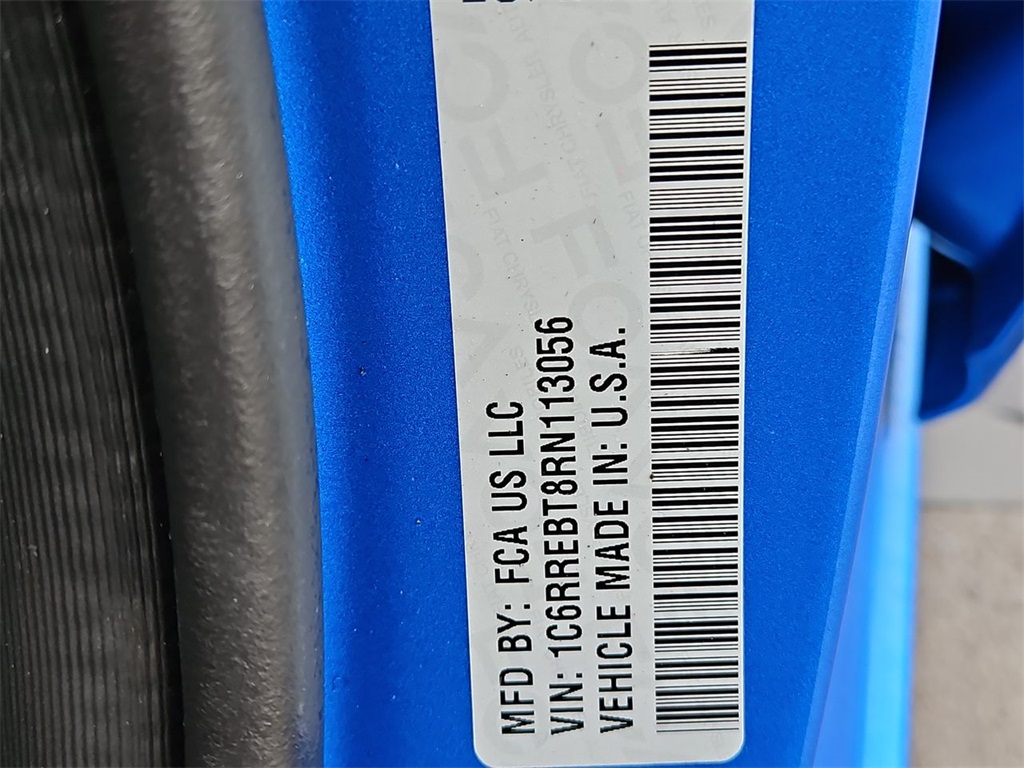 MFD BY: FCA US LLC
VIN: 1C6RREBT8RN113056
VEHICLE MADE IN: U.S.A.